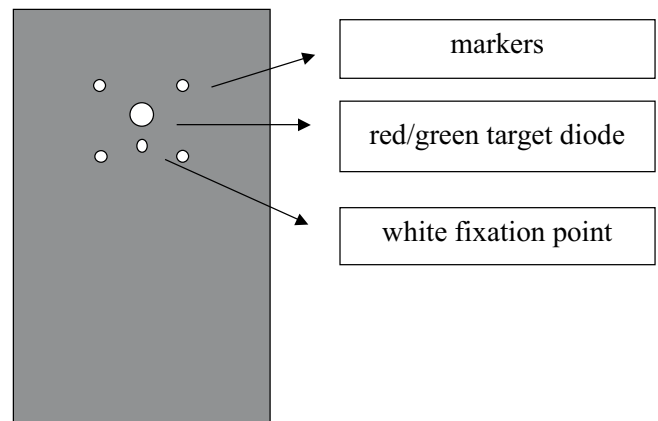 markers
red/green target diode
white fixation point